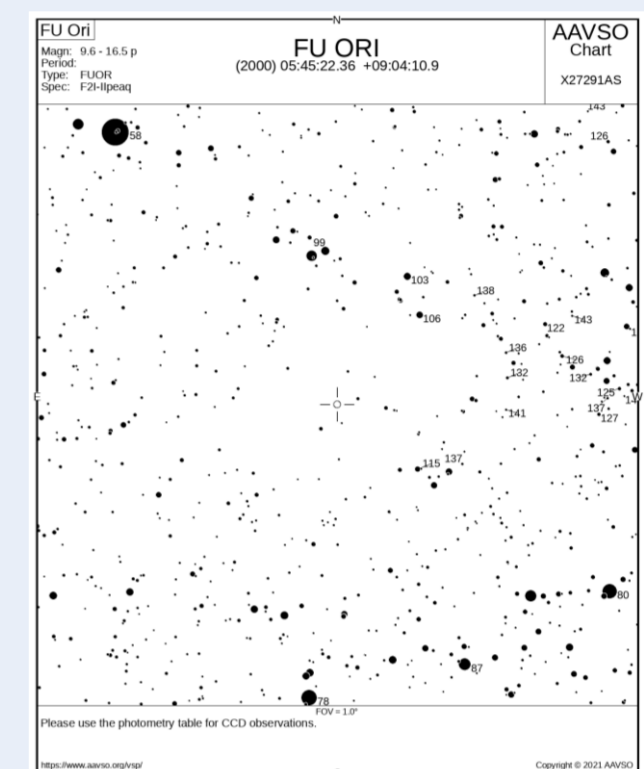 FU Ori
Magn: 9.6 - 16.5 p
Period:
Type: FUOR
Spec: F2I-IIpeaq
N
FU ORI
(2000) 05:45:22.36 +09:04:10.9
AAVSO
Chart
X27291AS
143
58
126
99
103
138
106
122
143
136
126
132
132
125
E
W
137
141
127
115
137
80
87
78
FOV = 1.0°
Please use the photometry table for CCD observations.
https://www.aavso.org/vsp/
Copyright © 2021 AAVSO